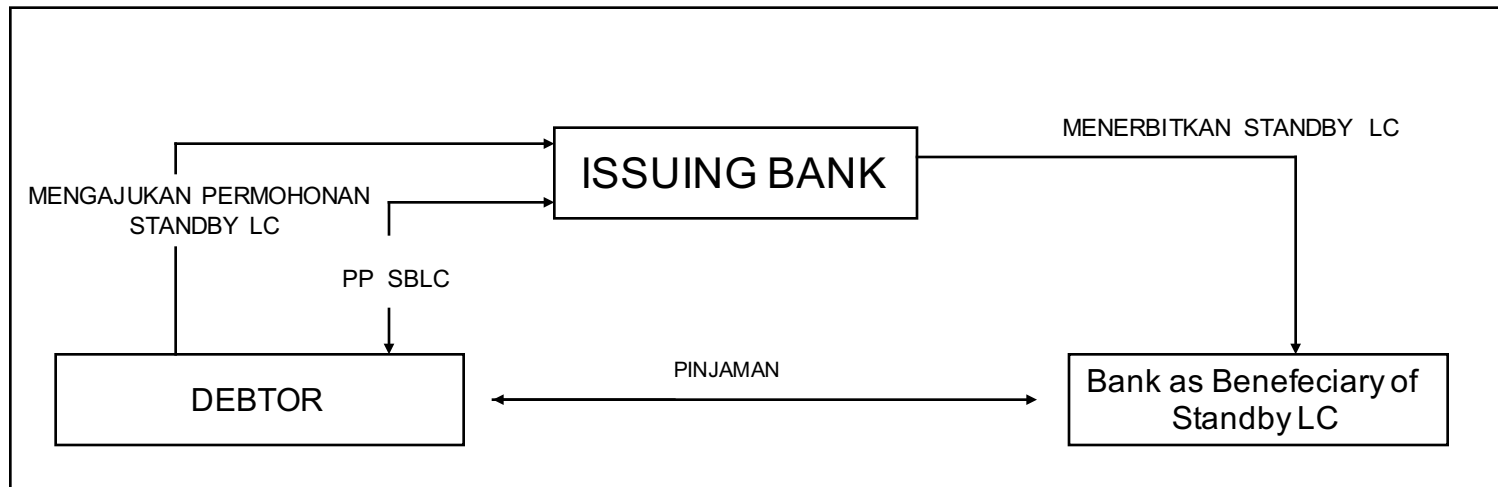 MENERBITKAN STANDBY LC
ISSUING BANK
MENGAJUKAN PERMOHONAN
STANDBY LC
PP SBLC
PINJAMAN
DEBTOR
Bank as Benefeciary of
Standby LC